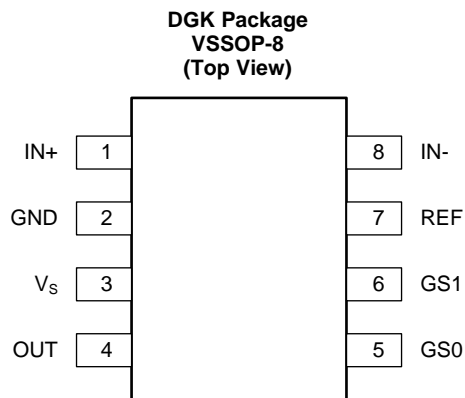 DGK Package
VSSOP-8
(Top View)
IN+ 1 8 IN-
GND 2 7 REF
VS 3 6 GS1
OUT 4 5 GS0